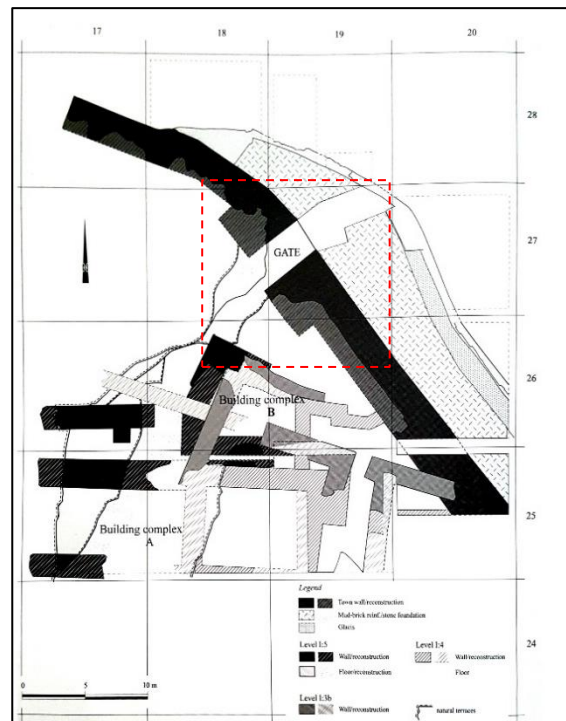 17 18 19 20
28
27
GATE
26
Building complex
B
25
Building complex
A
24
Legend
Town wall/reconstruction
Mud-brick reinf./stone foundation
Glacis
Level I:5
Level I:4
Wall/reconstruction
Wall/reconstruction
Floor/reconstruction
Floor
Level I:3b
Wall/reconstruction
natural terraces
0 5 10 m